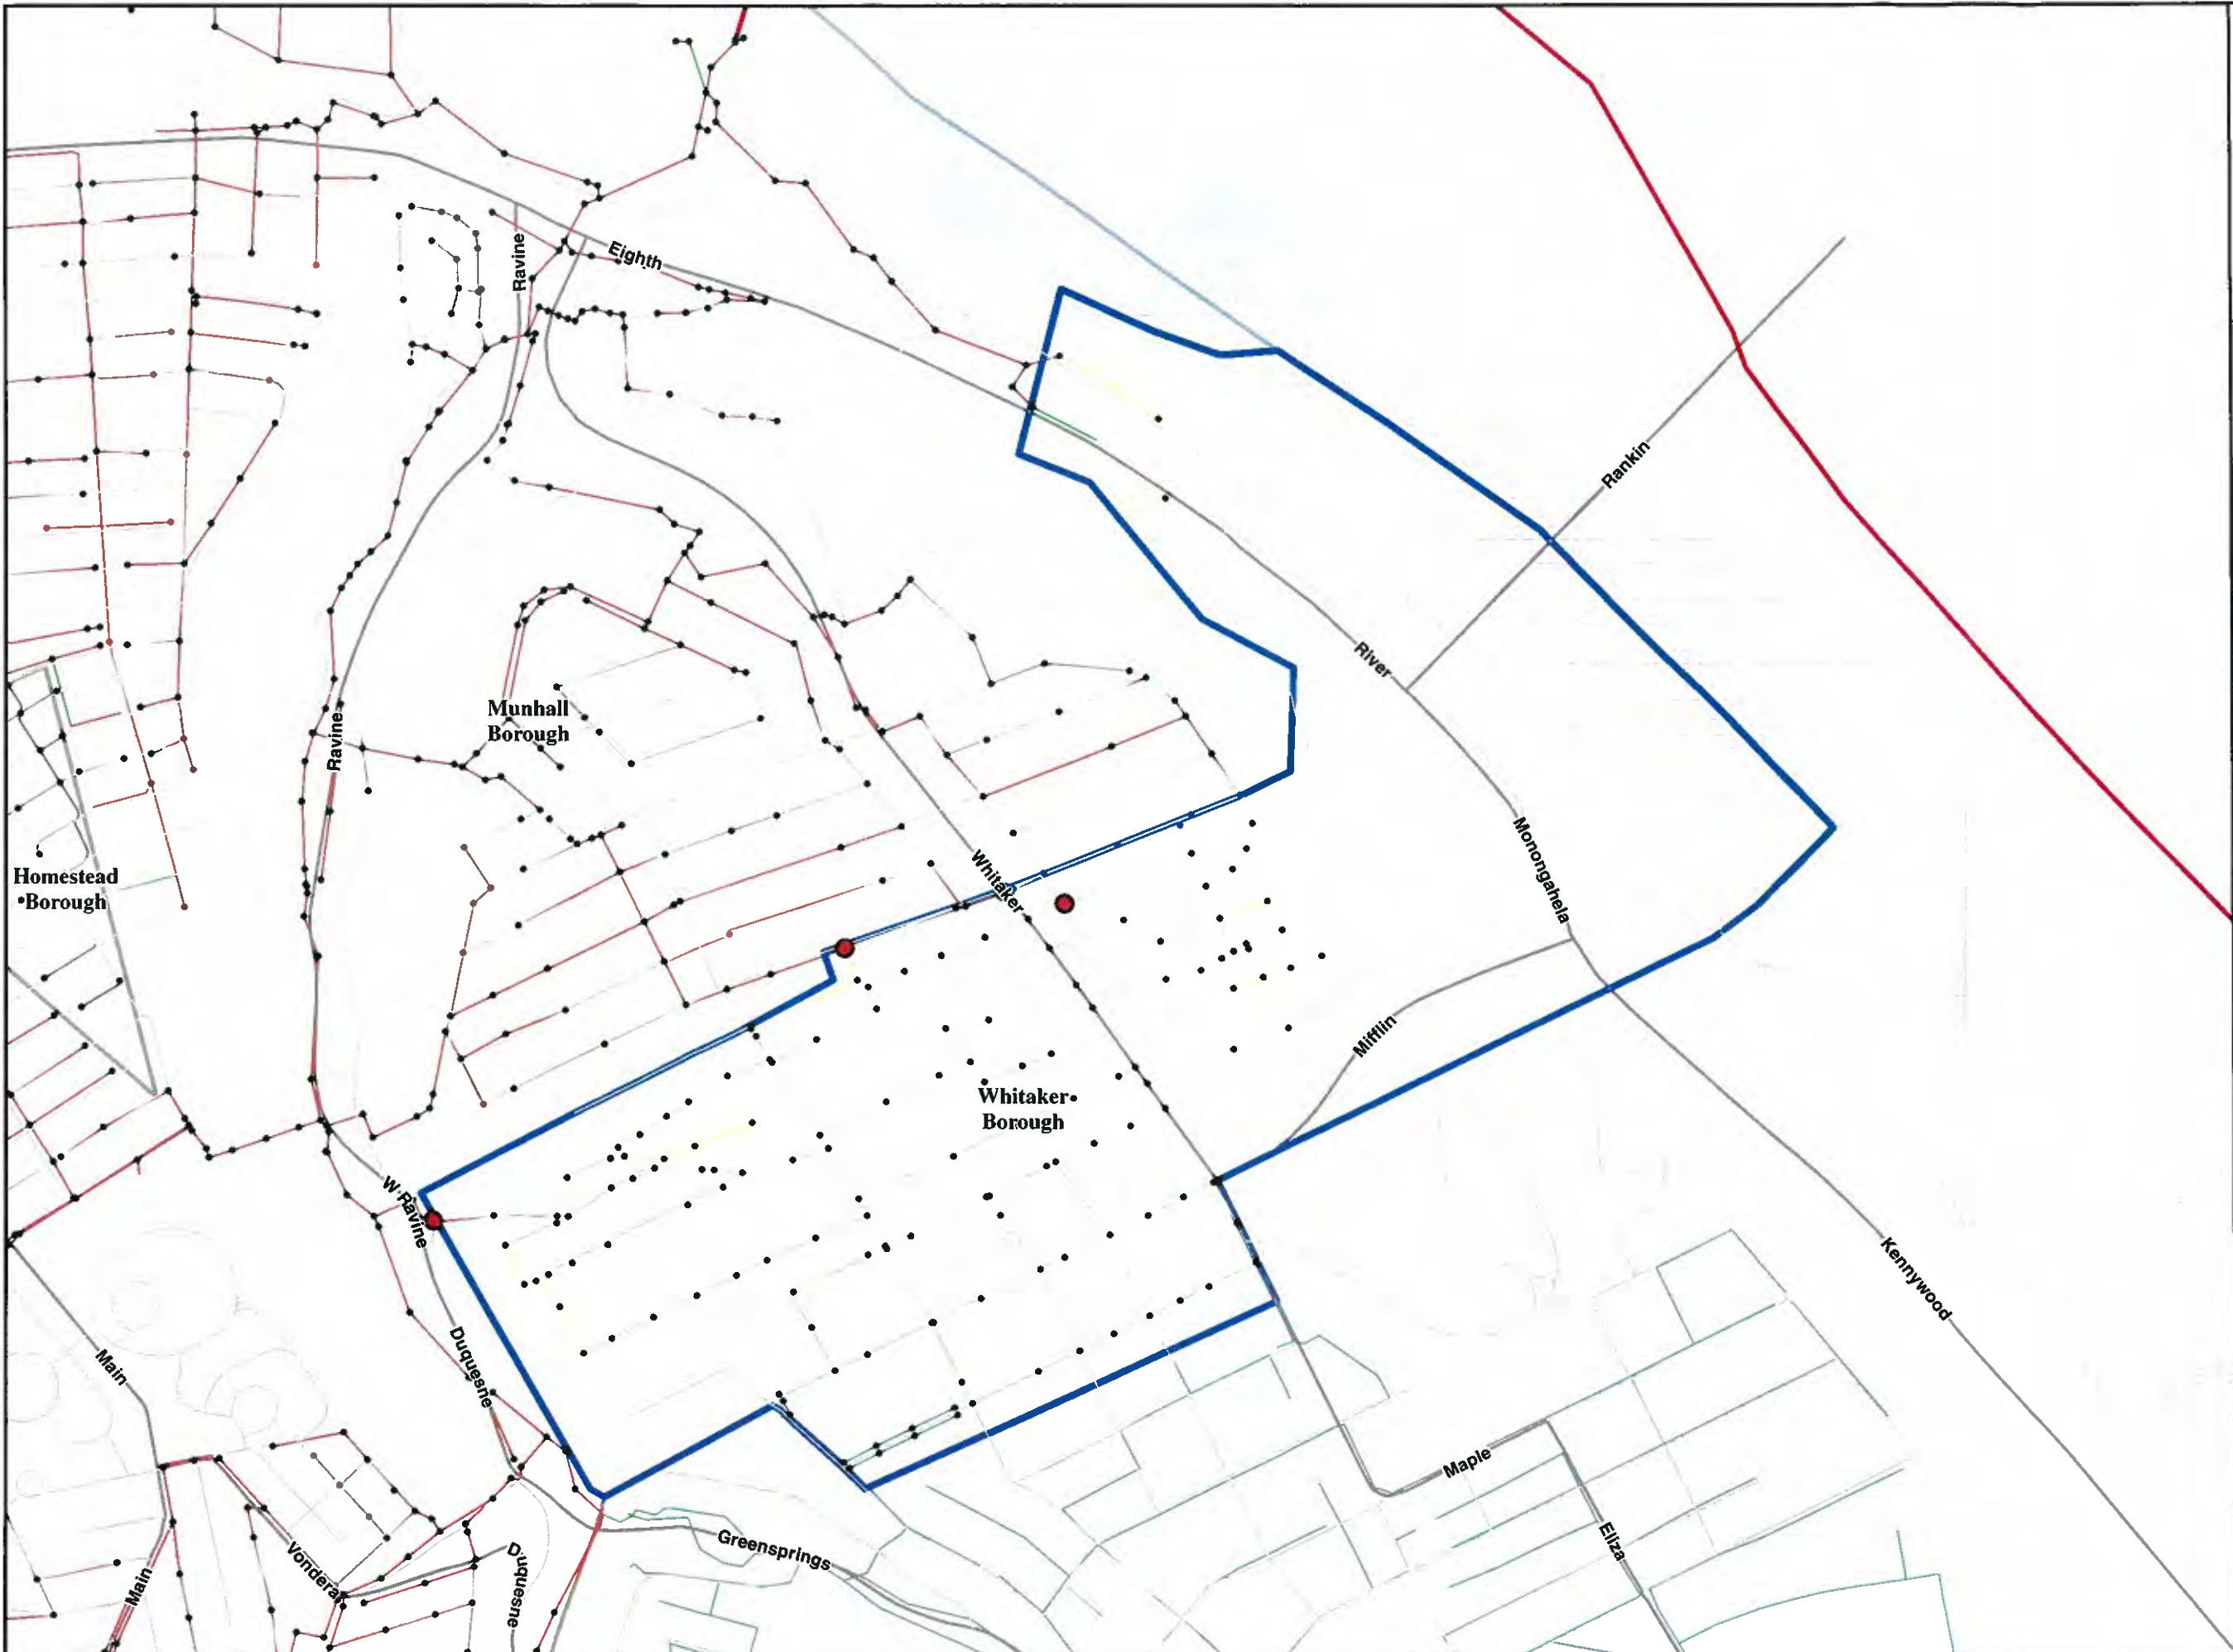 Eighth
Ravine
Rankin
River
Munhall
Borough
Ravine
Whitaker
Monongahela
Homestead
Borough
Mifflin
Whitaker
Borough
W Ravine
Duquesne
Main
Kennywood
Maple
Greensprings
Eliza
Vondera
Duquesne
Main